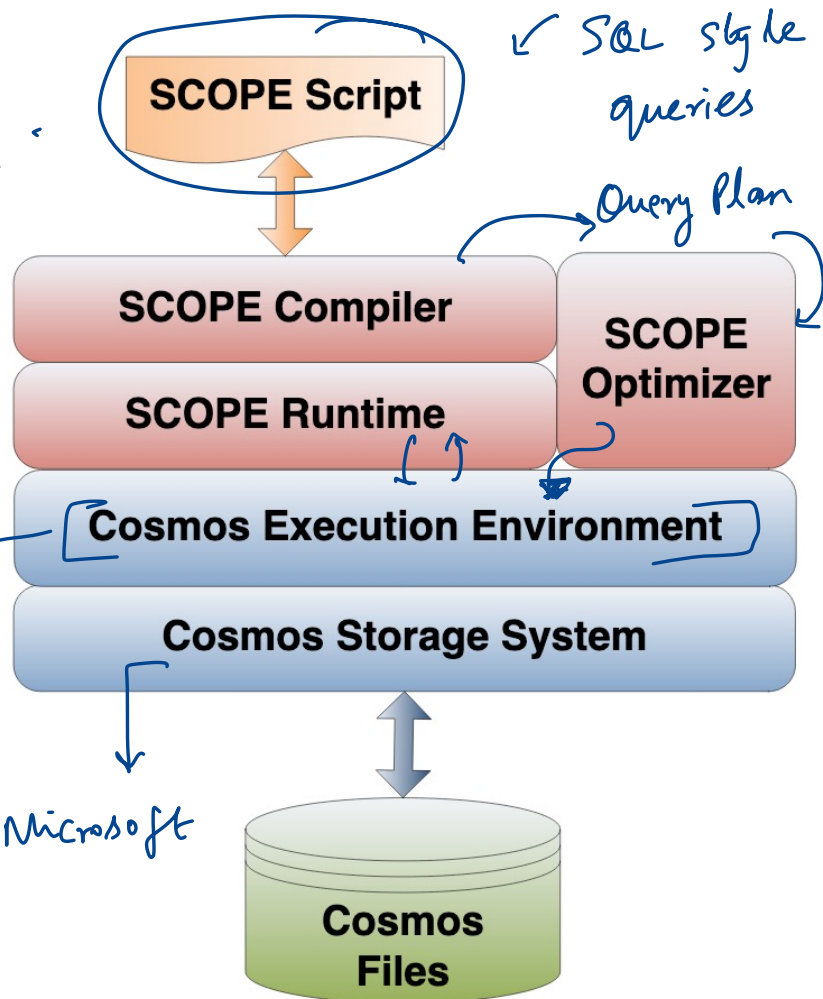 SQL style
SCOPE Script
queries
Query Plan
SCOPE Compiler
SCOPE
Optimizer
SCOPE Runtime
Cosmos Execution Environment
Cosmos Storage System
Microsoft
Cosmos
Files